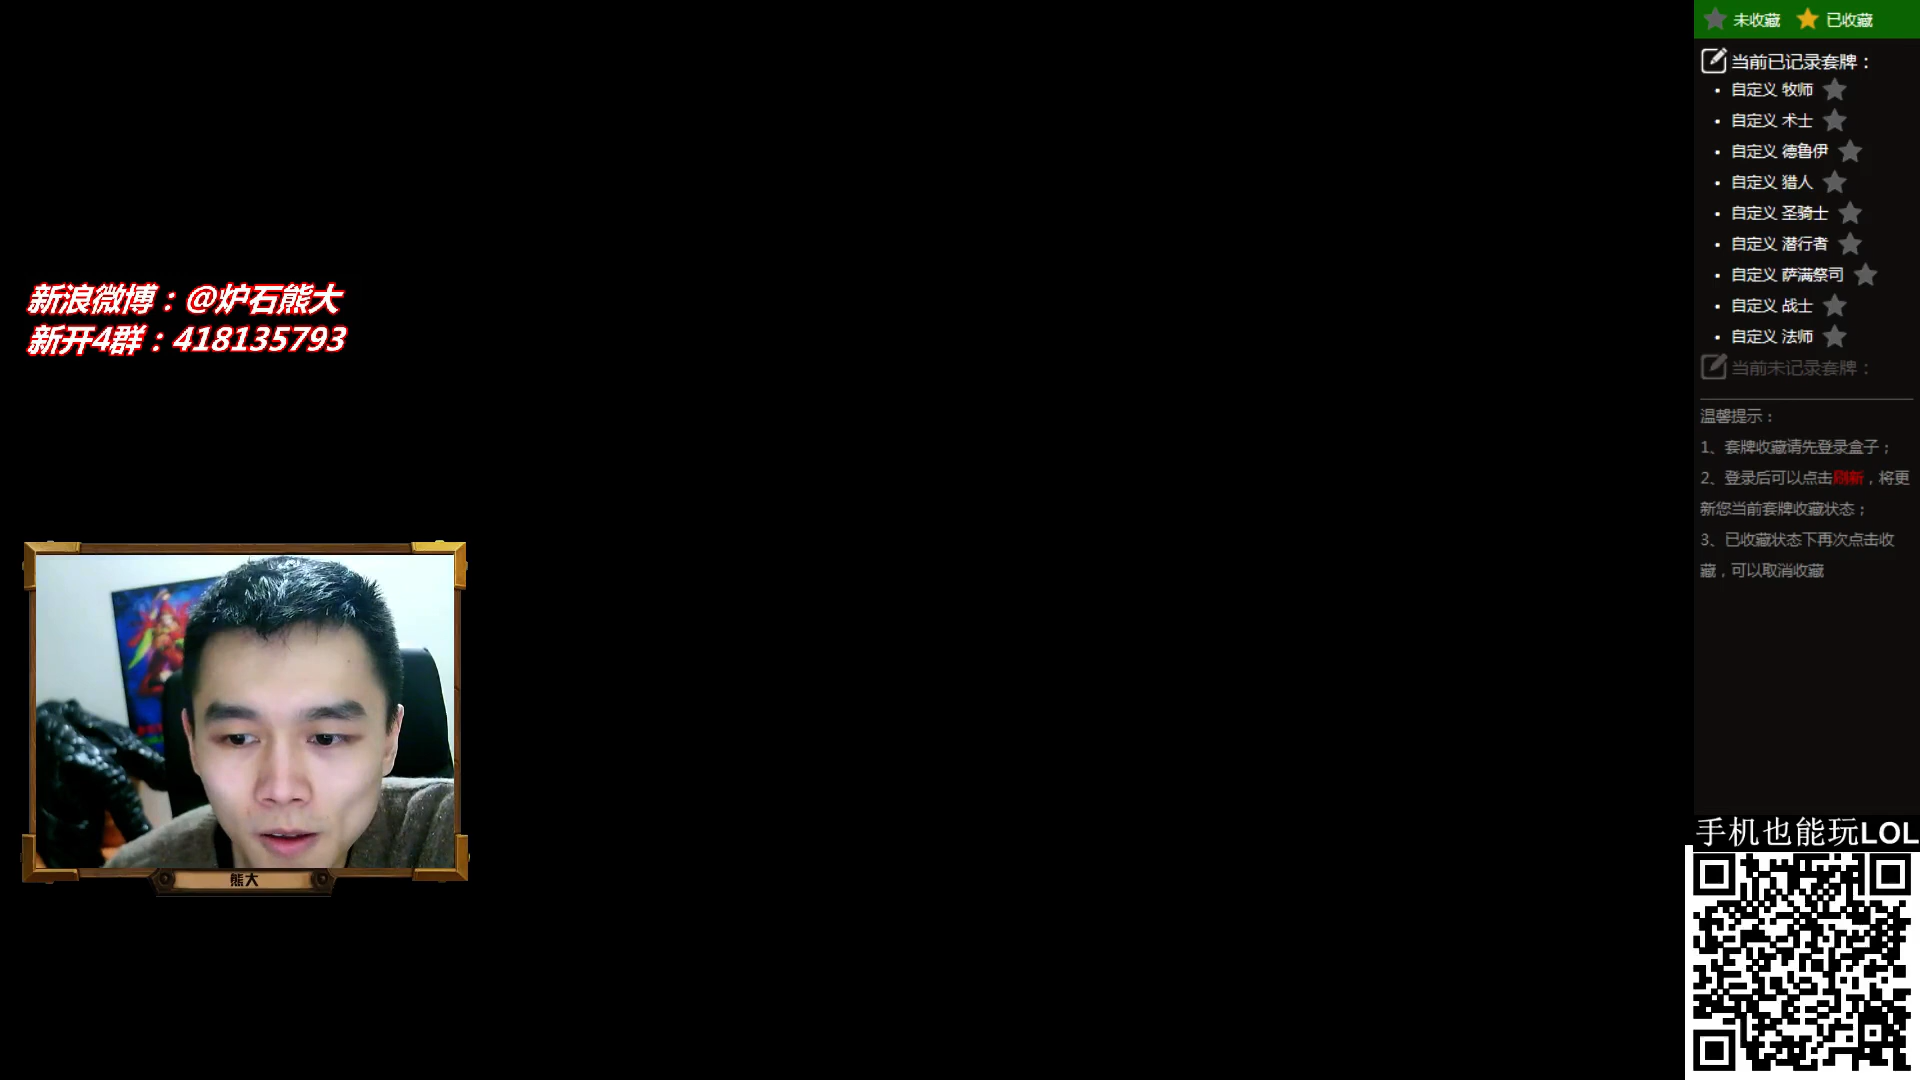 新浪微博：@炉石熊大
新开4群：418135793
熊大
未收藏 已收藏
当前已记录套牌：
自定义 牧师
自定义 术士
自定义 德鲁伊
自定义 猎人
自定义 圣骑士
自定义 潜行者
自定义 萨满祭司
自定义 战士
自定义 法师
当前未记录套牌：
温馨提示：
1、套牌收藏请先登录盒子；
2、登录后可以点击刷新，将更
新您当前套牌收藏状态；
3、已收藏状态下再次点击收
藏，可以取消收藏
手机也能玩LOL